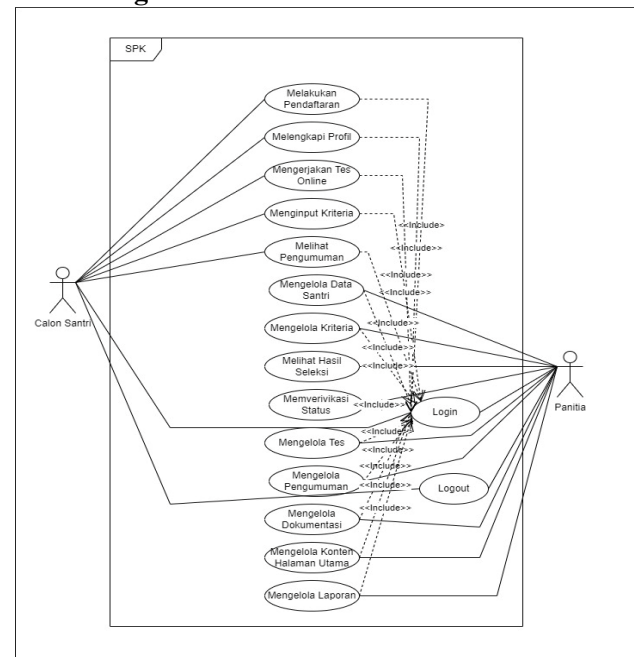 SPK
Melakukan
Pendaftaran
Melengkapi Profil
Mengerjakan Tes
Online
Menginput Kriteria
<<Include>
Melihat
Pengumuman
<<Include>>
<<Include>>
Mengelola Data
Santri
<<Include>>
Calon Santri
Mengelola Kriteria
<<Include>>
Melihat Hasil
Seleksi
<<Include>>
Memverivikasi
Status
<<Include>>
Login
Panitia
Mengelola Tes
<<Include>>
<<Include>>
Mengelola
Pengumuman
<<Include>>
<<Include>>
Logout
Mengelola
Dokumentasi
<<Include>>
Mengelola Konten
Halaman Utama
Mengelola Laporan